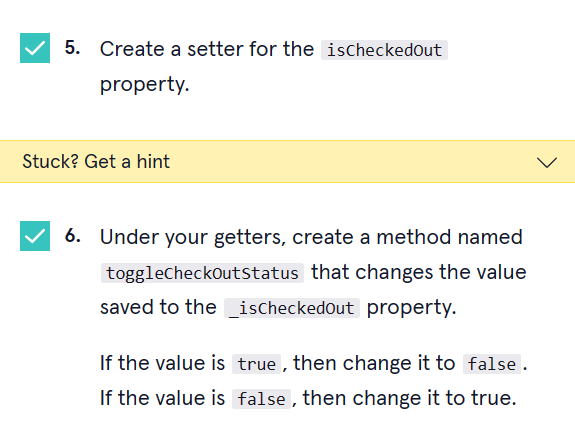 5. Create a setter for the isCheckedOut
property.
Stuck? Get a hint
6. Under your getters, create a method named
toggleCheckOutStatus that changes the value
saved to the _isCheckedOut property.
If the value is true, then change it to false.
If the value is false, then change it to true.